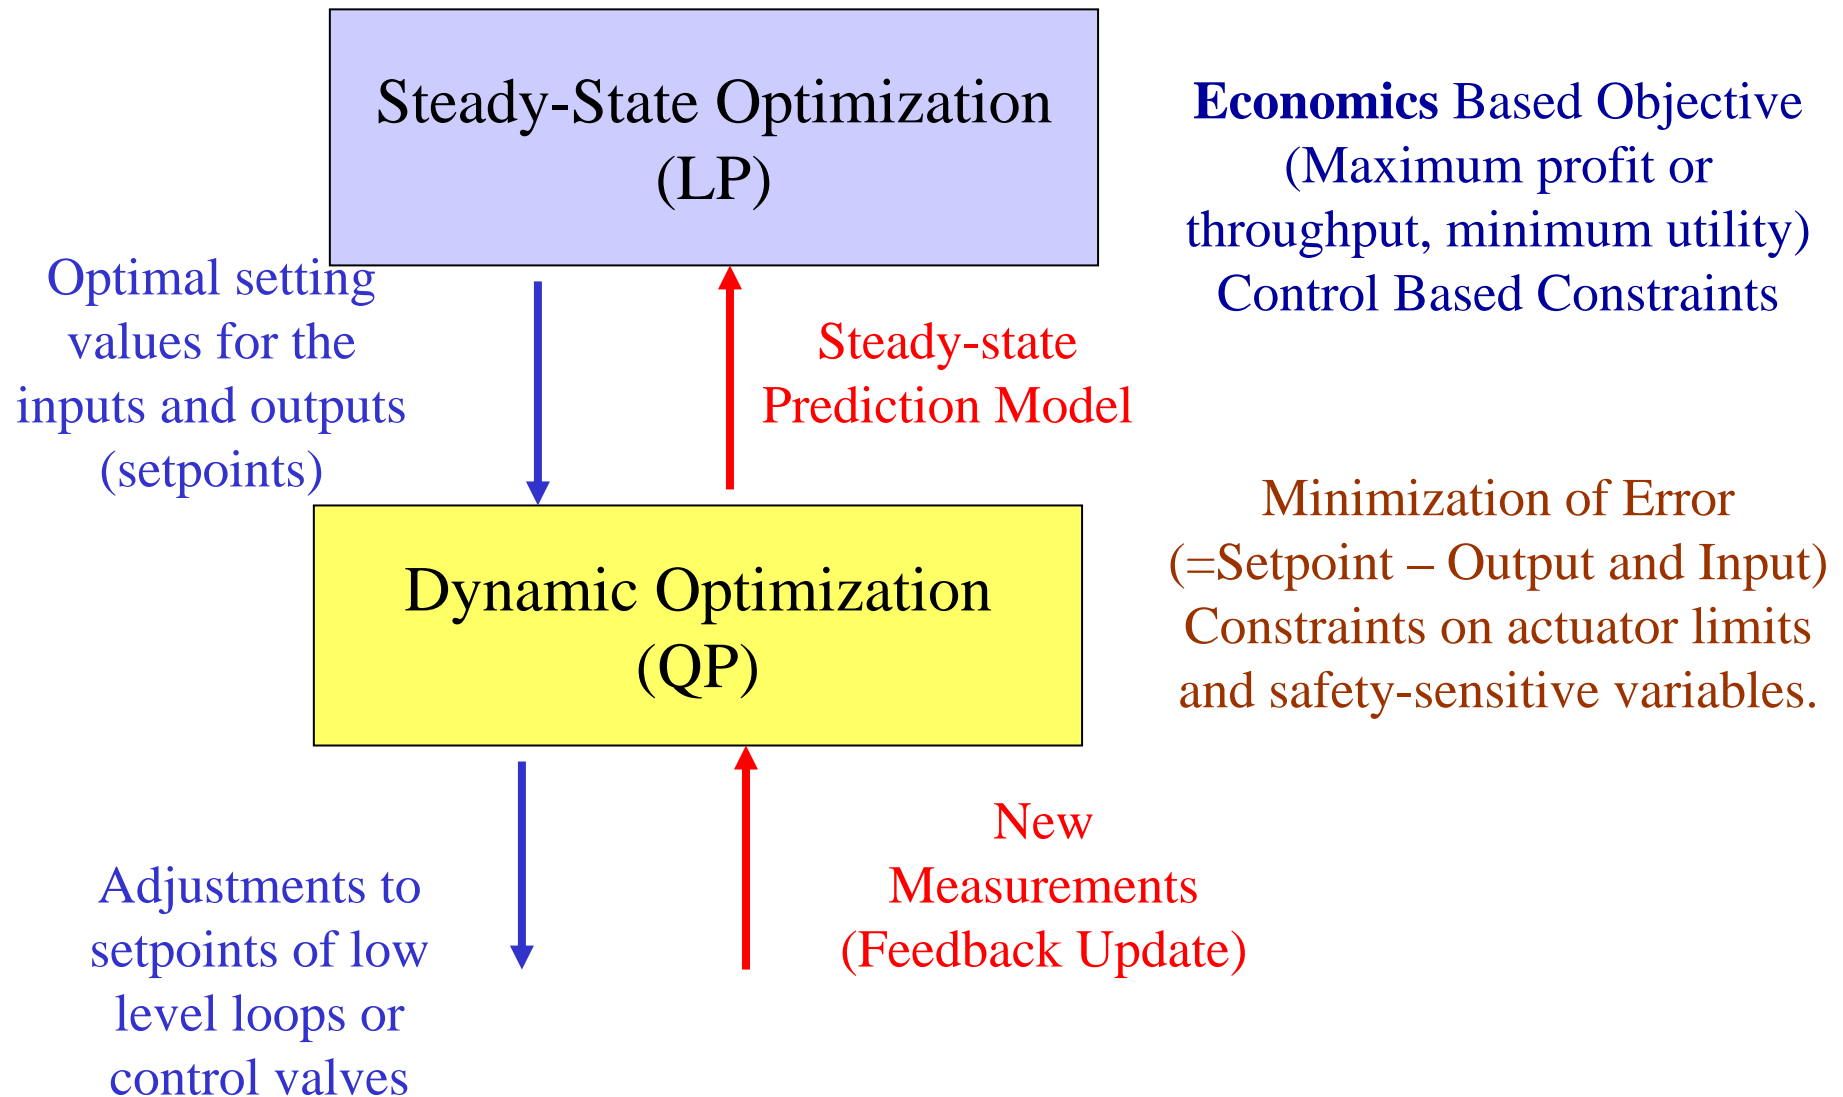 Steady-State Optimization
(LP)
Economics Based Objective
(Maximum profit or
throughput, minimum utility)
Control Based Constraints
Optimal setting
values for the
inputs and outputs
(setpoints)
Steady-state
Prediction Model
Dynamic Optimization
(QP)
Minimization of Error
(=Setpoint – Output and Input)
Constraints on actuator limits
and safety-sensitive variables.
Adjustments to
setpoints of low
level loops or
control valves
New
Measurements
(Feedback Update)